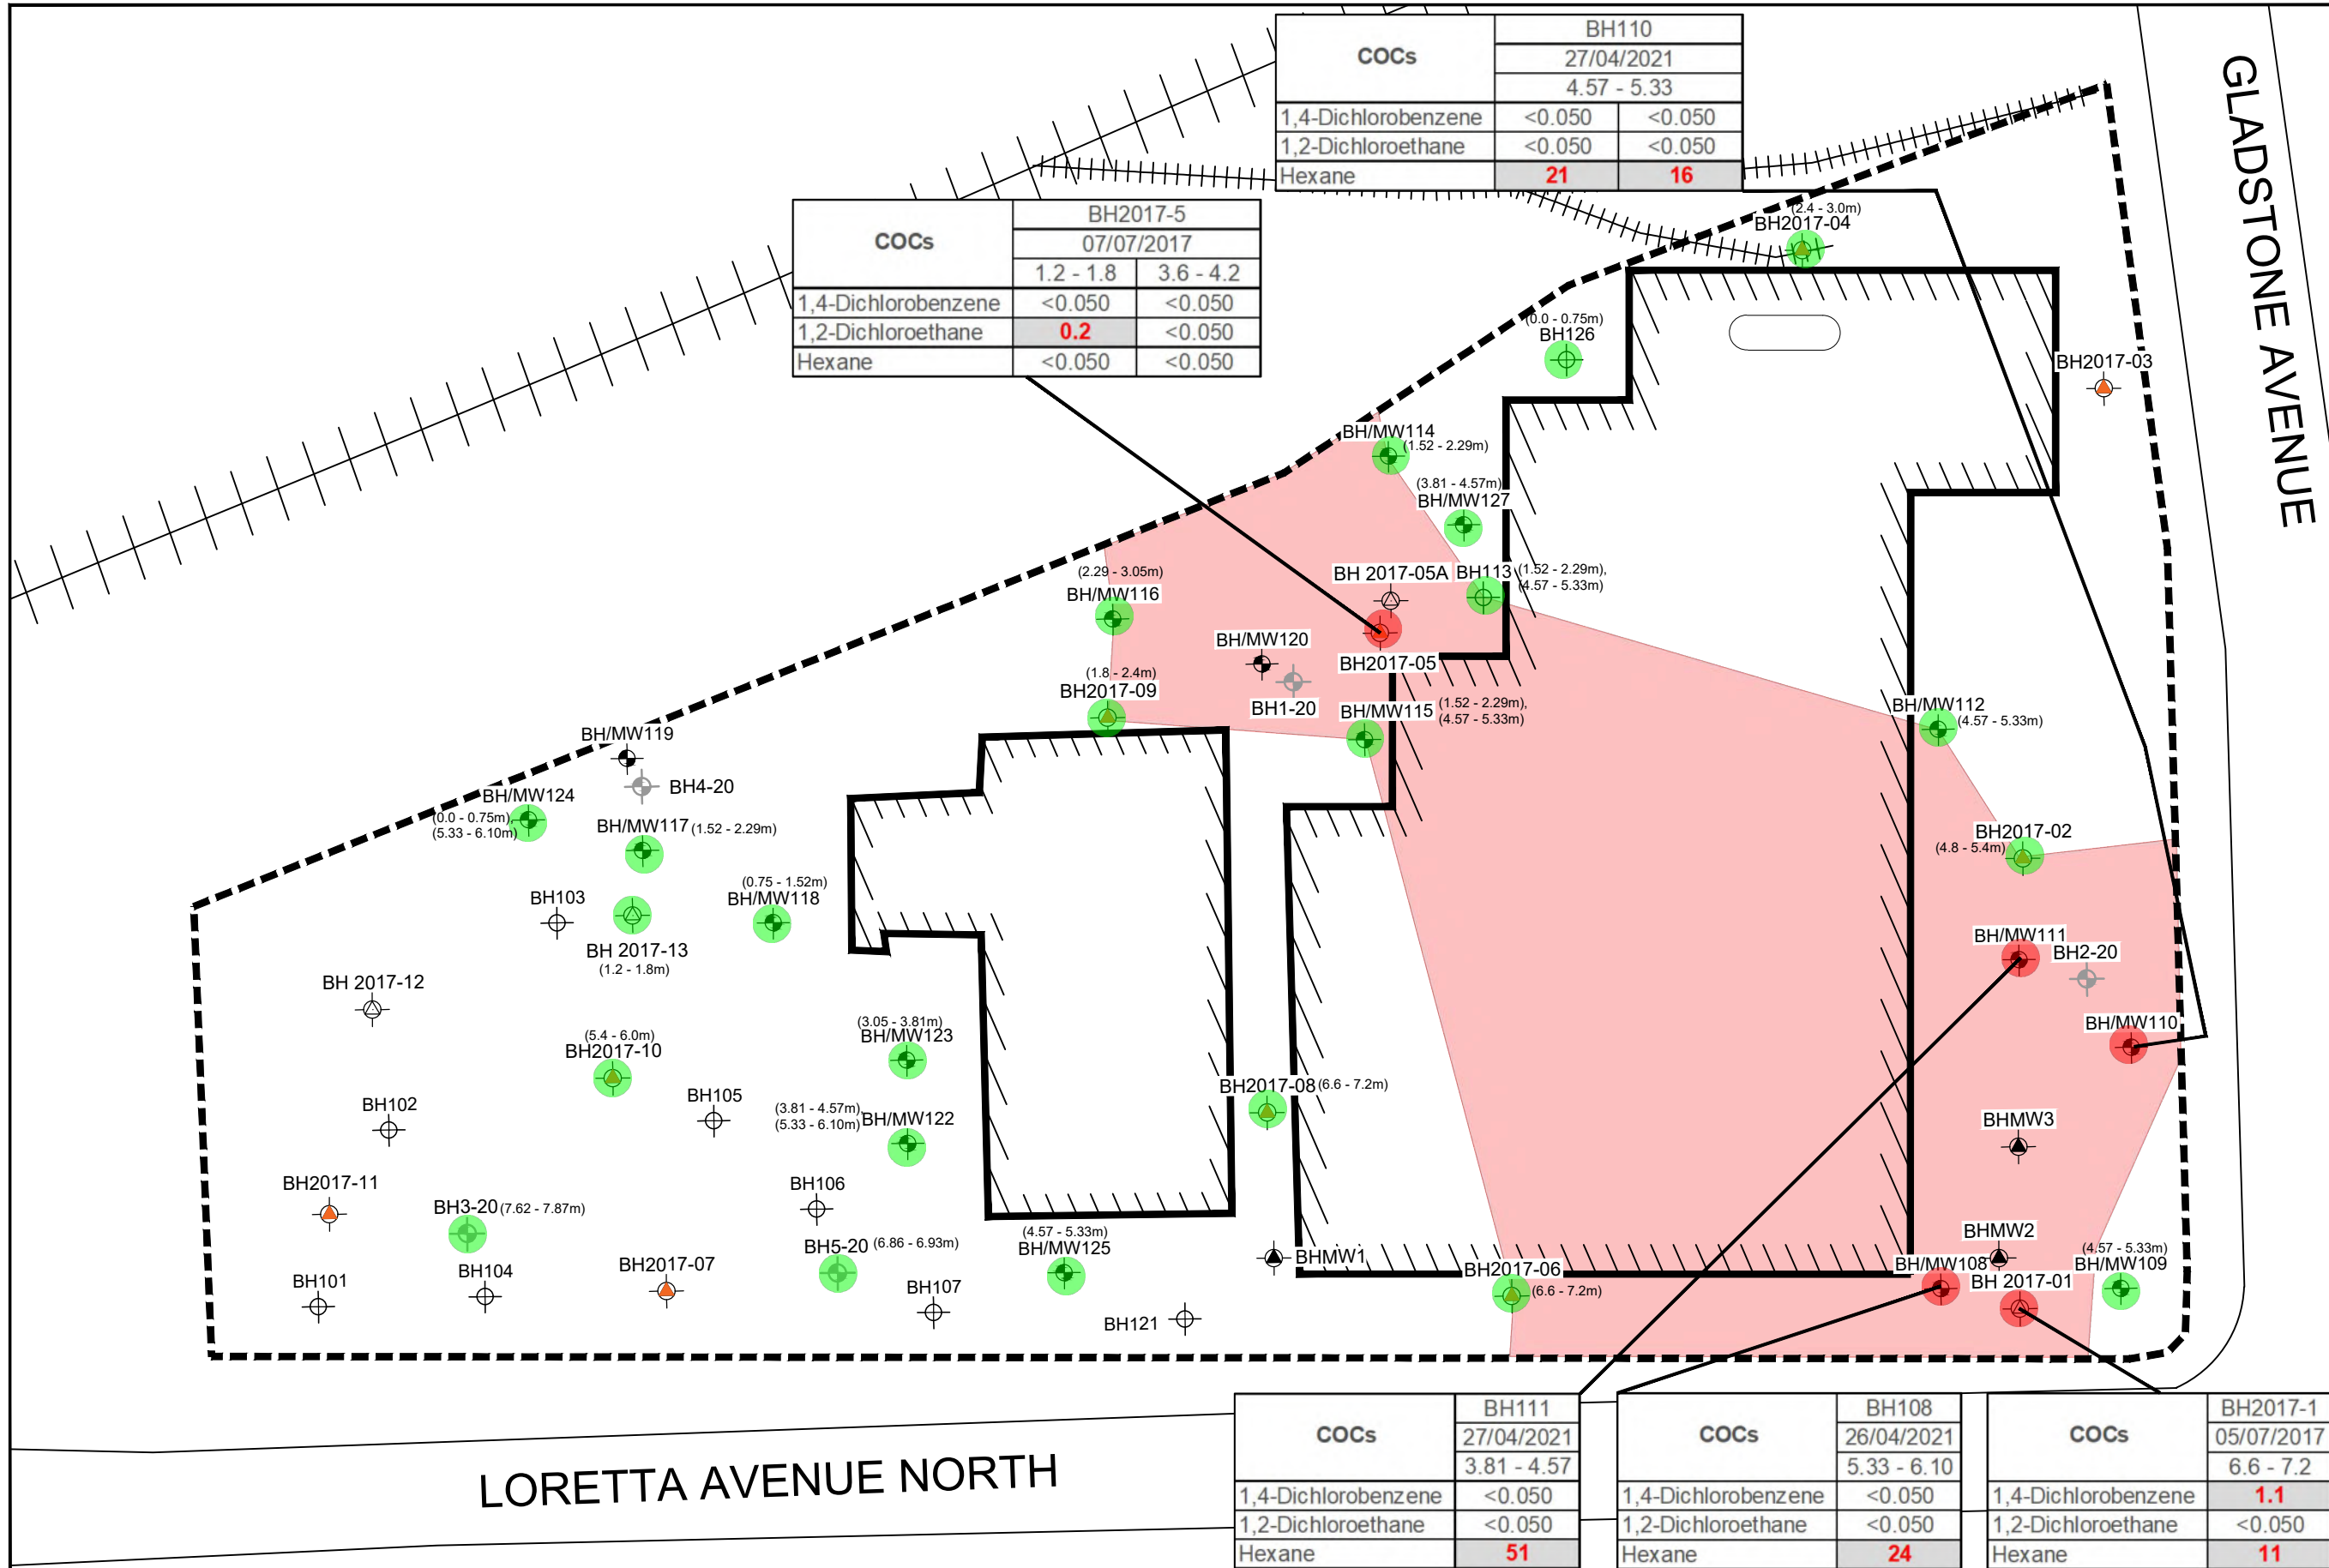 COCs
BH110
27/04/2021
4.57 - 5.33
1,4-Dichlorobenzene <0.050 <0.050
1,2-Dichloroethane <0.050 <0.050
Hexane 21 16
GLADSTONE AVENUE
COCs
BH2017-5
07/07/2017
1.2 - 1.8 3.6 - 4.2
1,4-Dichlorobenzene <0.050 <0.050
1,2-Dichloroethane 0.2 <0.050
Hexane <0.050 <0.050
(2.4 - 3.0m)
BH2017-04
(0.0 - 0.75m)
BH126
BH2017-03
BH/MW114
(1.52 - 2.29m)
(3.81 - 4.57m)
BH/MW127
(2.29 - 3.05m)
BH/MW116
BH 2017-05A
BH113
(1.52 - 2.29m),
(4.57 - 5.33m)
BH/MW120
BH2017-05
(1.8 - 2.4m)
BH2017-09
BH1-20
BH/MW115
(1.52 - 2.29m),
(4.57 - 5.33m)
BH/MW112
(4.57 - 5.33m)
BH/MW119
BH4-20
BH/MW124
(0.0 - 0.75m),
(5.33 - 6.10m)
BH/MW117 (1.52 - 2.29m)
BH2017-02
(4.8 - 5.4m)
(0.75 - 1.52m)
BH/MW118
BH103
BH 2017-13
(1.2 - 1.8m)
BH/MW111
BH2-20
BH 2017-12
BH/MW110
(5.4 - 6.0m)
BH2017-10
(3.05 - 3.81m)
BH/MW123
BH105
BH2017-08 (6.6 - 7.2m)
BH102
(3.81 - 4.57m),
(5.33 - 6.10m)
BH/MW122
BHMW3
BH2017-11
BH106
BH3-20 (7.62 - 7.87m)
BH5-20 (6.86 - 6.93m)
(4.57 - 5.33m)
BH/MW125
BHMW1
BHMW2
(4.57 - 5.33m)
BH/MW109
BH101
BH104
BH2017-07
BH107
BH121
BH2017-06
(6.6 - 7.2m)
BH/MW108
BH 2017-01
LORETTA AVENUE NORTH
COCs
BH111
27/04/2021
3.81 - 4.57
1,4-Dichlorobenzene <0.050
1,2-Dichloroethane <0.050
Hexane 51
COCs
BH108
26/04/2021
5.33 - 6.10
1,4-Dichlorobenzene <0.050
1,2-Dichloroethane <0.050
Hexane 24
COCs
BH2017-1
05/07/2017
6.6 - 7.2
1,4-Dichlorobenzene 1.1
1,2-Dichloroethane <0.050
Hexane 11